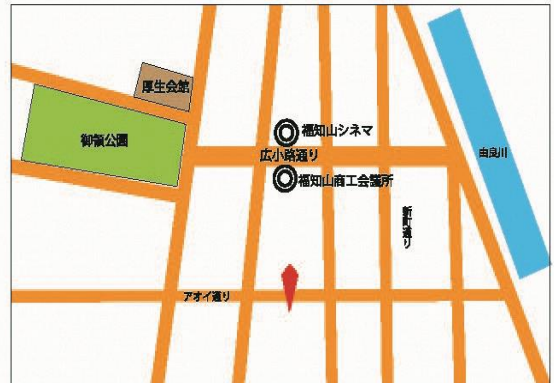 厚生会館
御領公園
福知山シネマ
広小路通り
福知山商工会議所
由良川
新町通り
アオイ通り